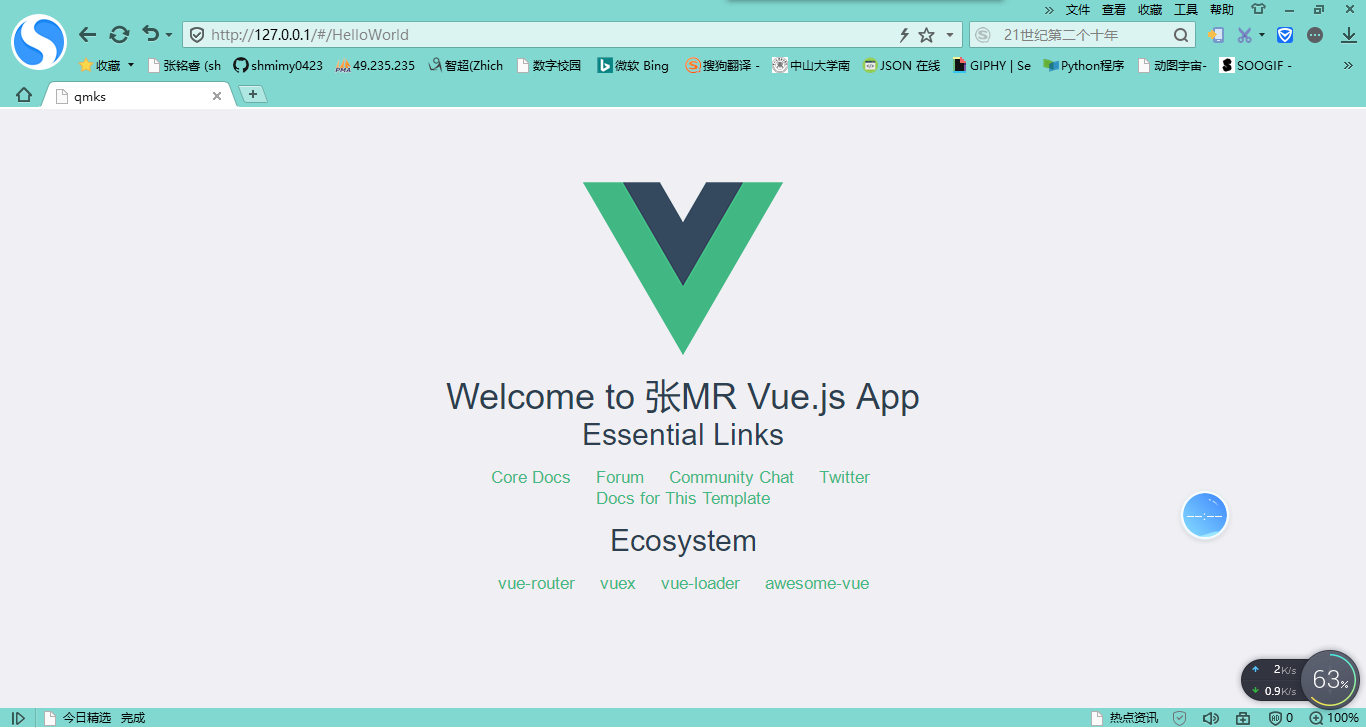 » 文件 查看 收藏 工具 帮助
http://127.0.0.1/#/HelloWorld 21世纪第二个十年
收藏 张铭睿 (sh shmimy0423 PMA 49.235.235 智超(Zhich 数字校园 微软 Bing 搜狗翻译 - 中山大学南 JSON 在线 GIPHY | Se Python程序 动图宇宙- SOOGIF - »
qmks
Welcome to 张MR Vue.js App
Essential Links
Core Docs Forum Community Chat Twitter
Docs for This Template
Ecosystem
vue-router vuex vue-loader awesome-vue
--:--
2K/s
0.9K/s
63%
今日精选 完成 热点资讯 0 100%